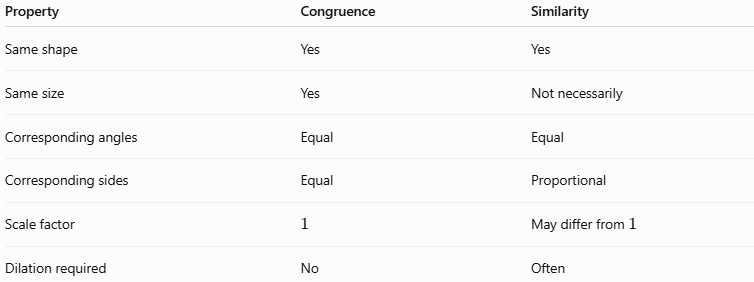 Property Congruence Similarity
Same shape Yes Yes
Same size Yes Not necessarily
Corresponding angles Equal Equal
Corresponding sides Equal Proportional
Scale factor 1 May differ from 1
Dilation required No Often